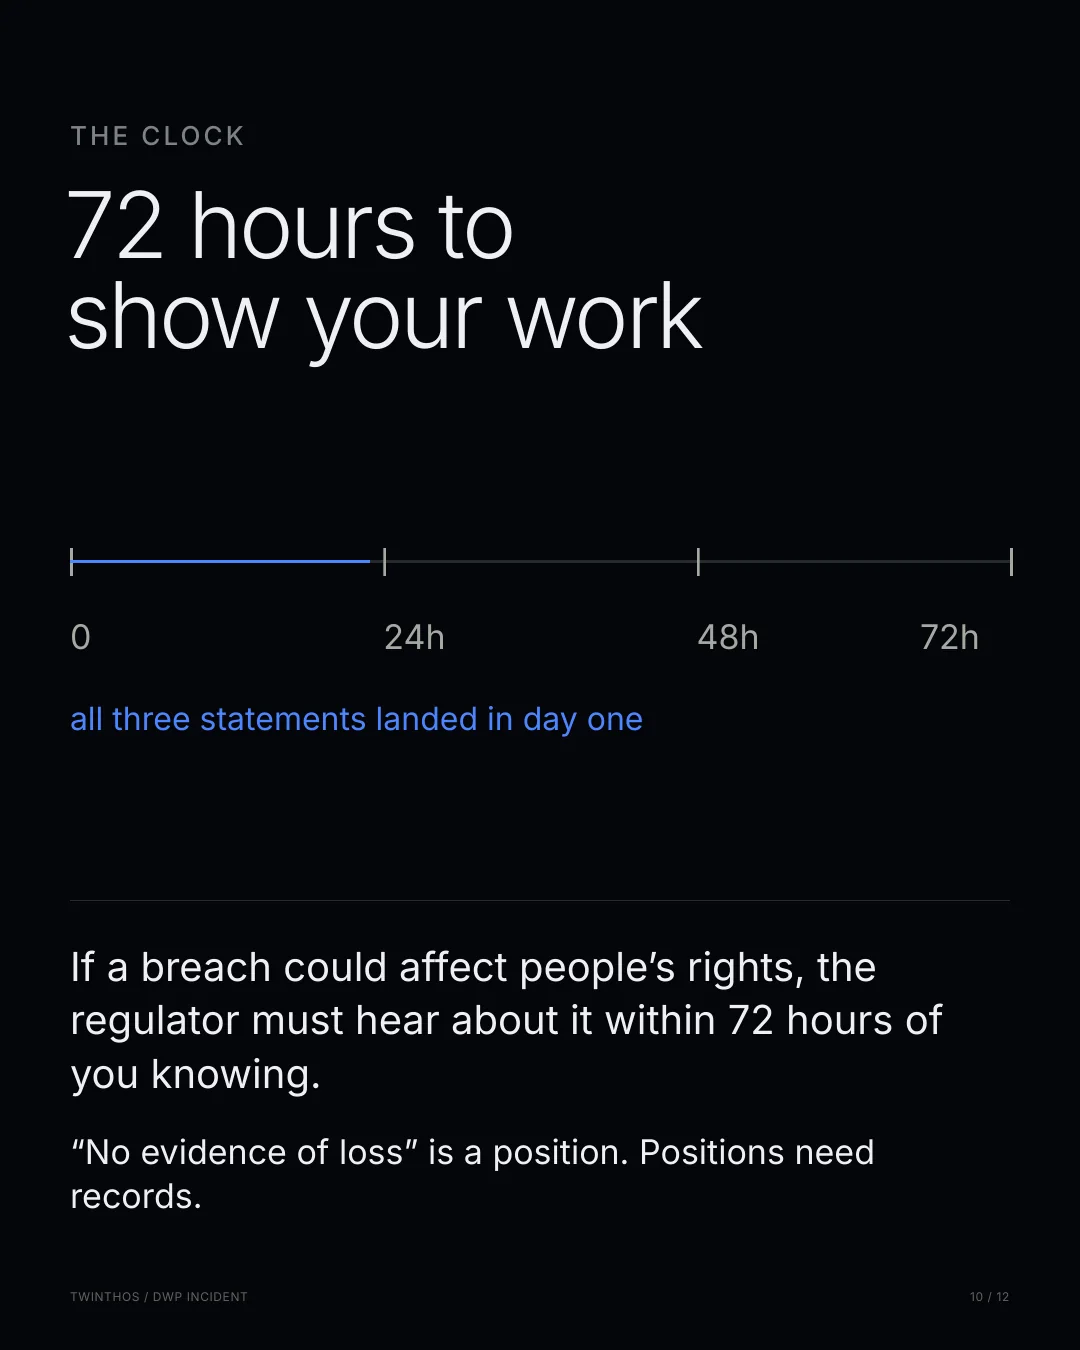 THE CLOCK
72 hours to
show your work
0 24h 48h 72h
all three statements landed in day one
If a breach could affect people’s rights, the
regulator must hear about it within 72 hours of
you knowing.
“No evidence of loss” is a position. Positions need
records.
TWINTHOS / DWP INCIDENT 10 / 12